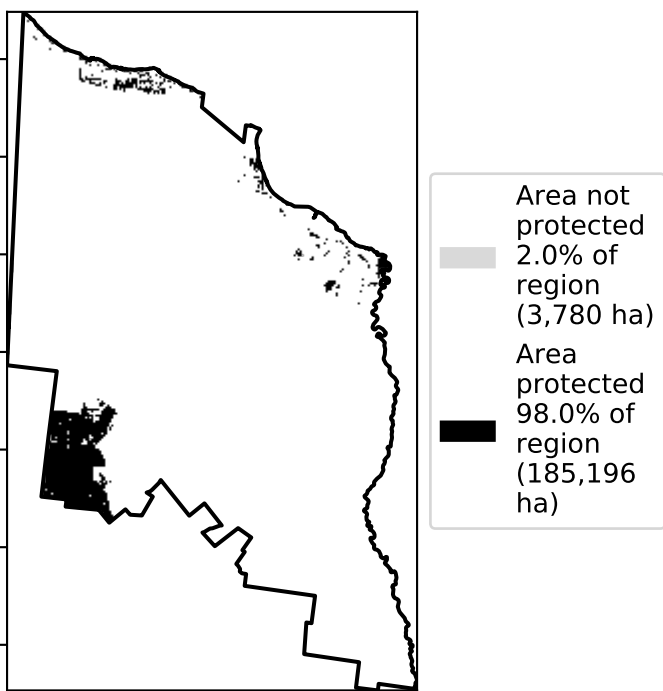 Area not
protected
2.0% of
region
(3,780 ha)
Area
protected
98.0% of
region
(185,196
ha)